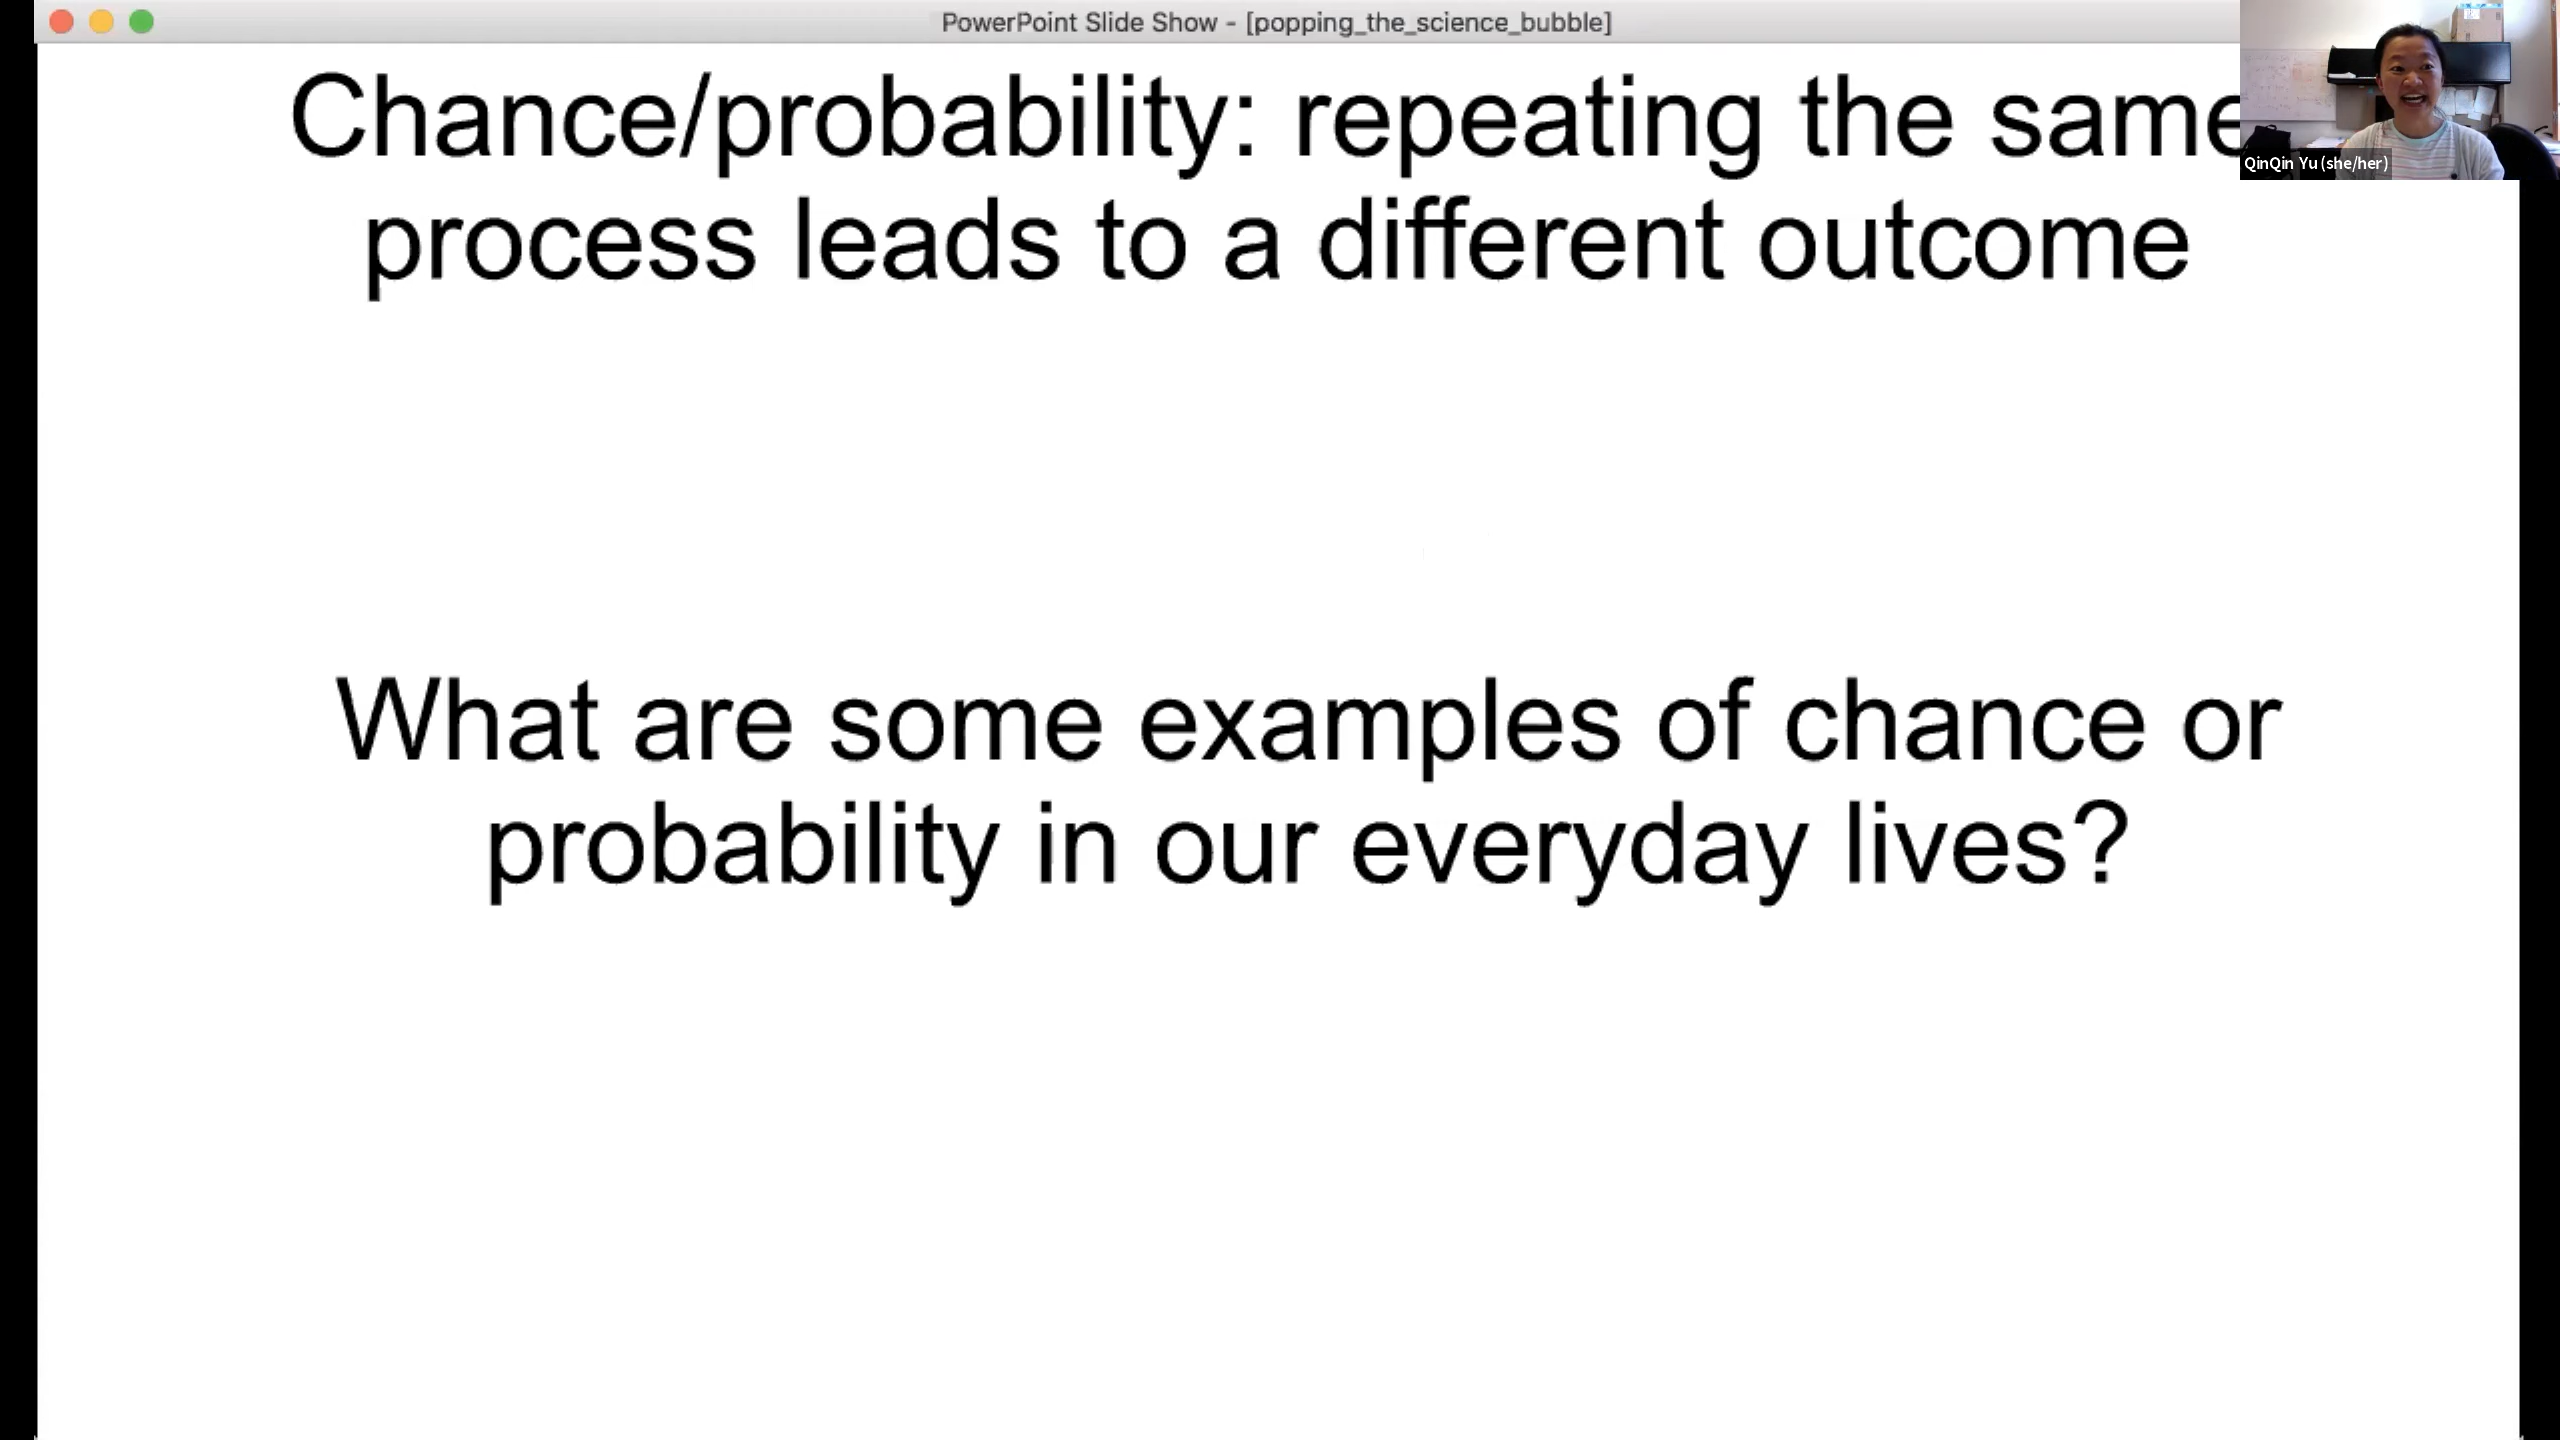 PowerPoint Slide Show - [popping_the_science_bubble]
Chance/probability: repeating the same
process leads to a different outcome
QinQin Yu (she/her)
What are some examples of chance or
probability in our everyday lives?